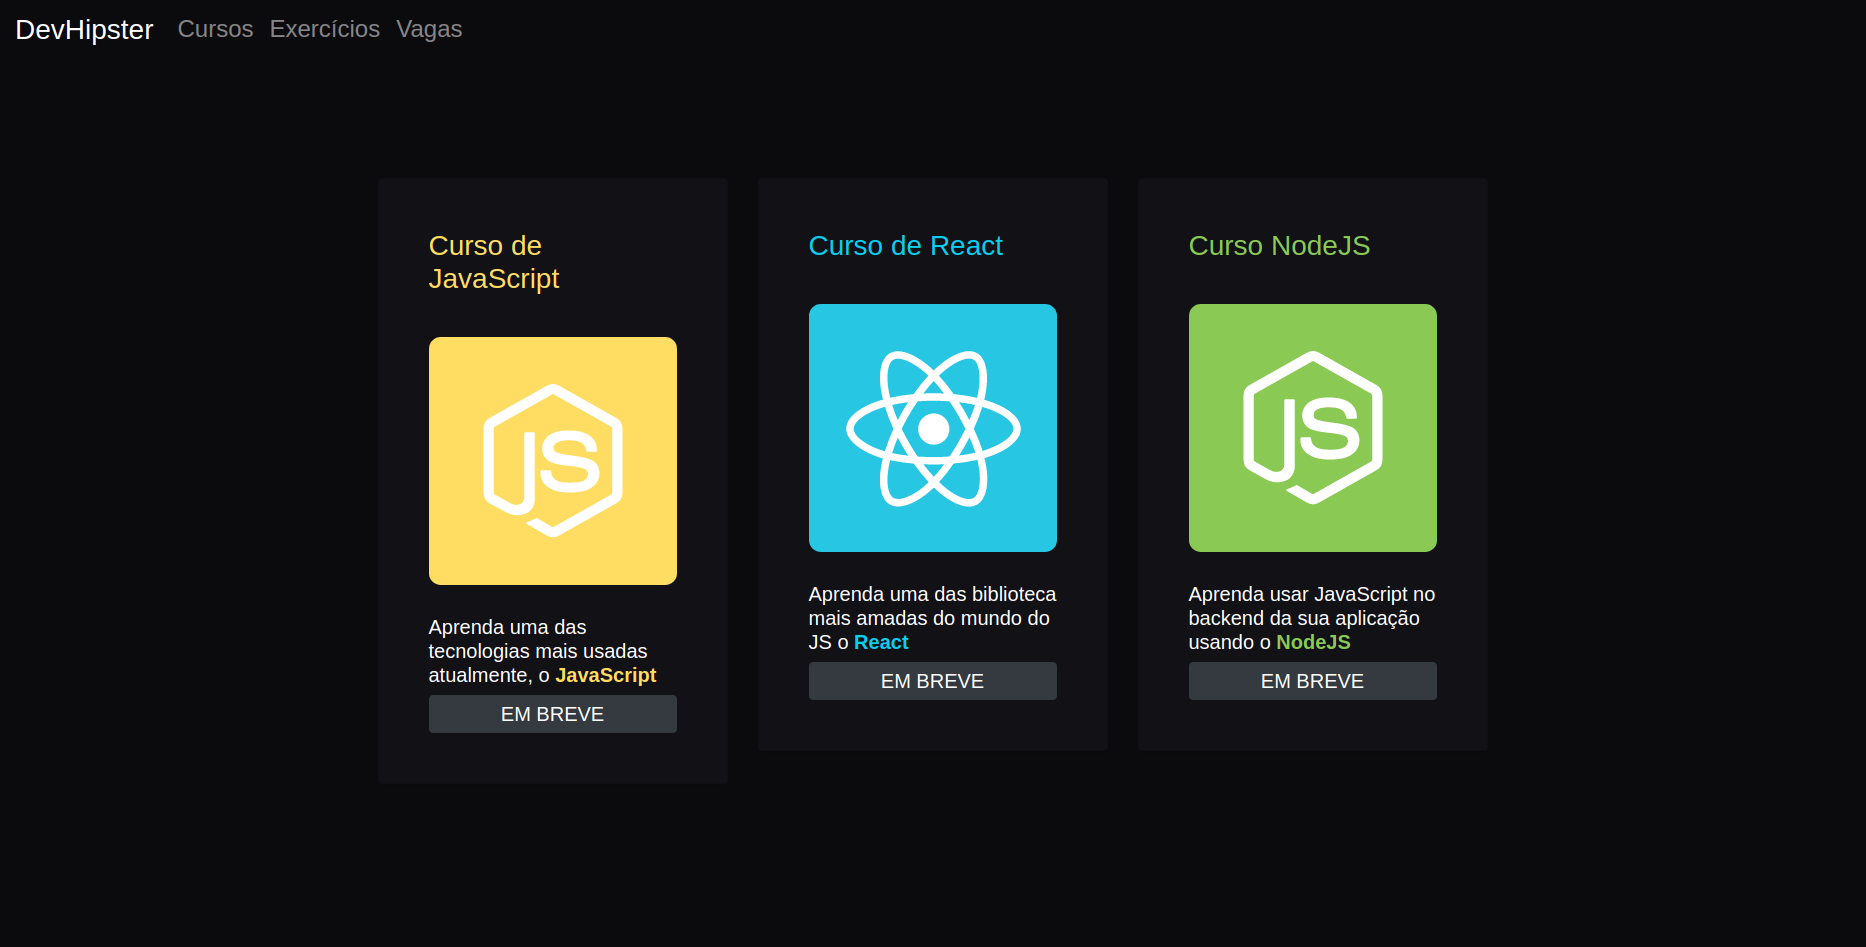 DevHipster Cursos Exercícios Vagas
Curso de
JavaScript
JS
Aprenda uma das
tecnologias mais usadas
atualmente, o JavaScript
EM BREVE
Curso de React
Aprenda uma das biblioteca
mais amadas do mundo do
JS o React
EM BREVE
Curso NodeJS
JS
Aprenda usar JavaScript no
backend da sua aplicação
usando o NodeJS
EM BREVE